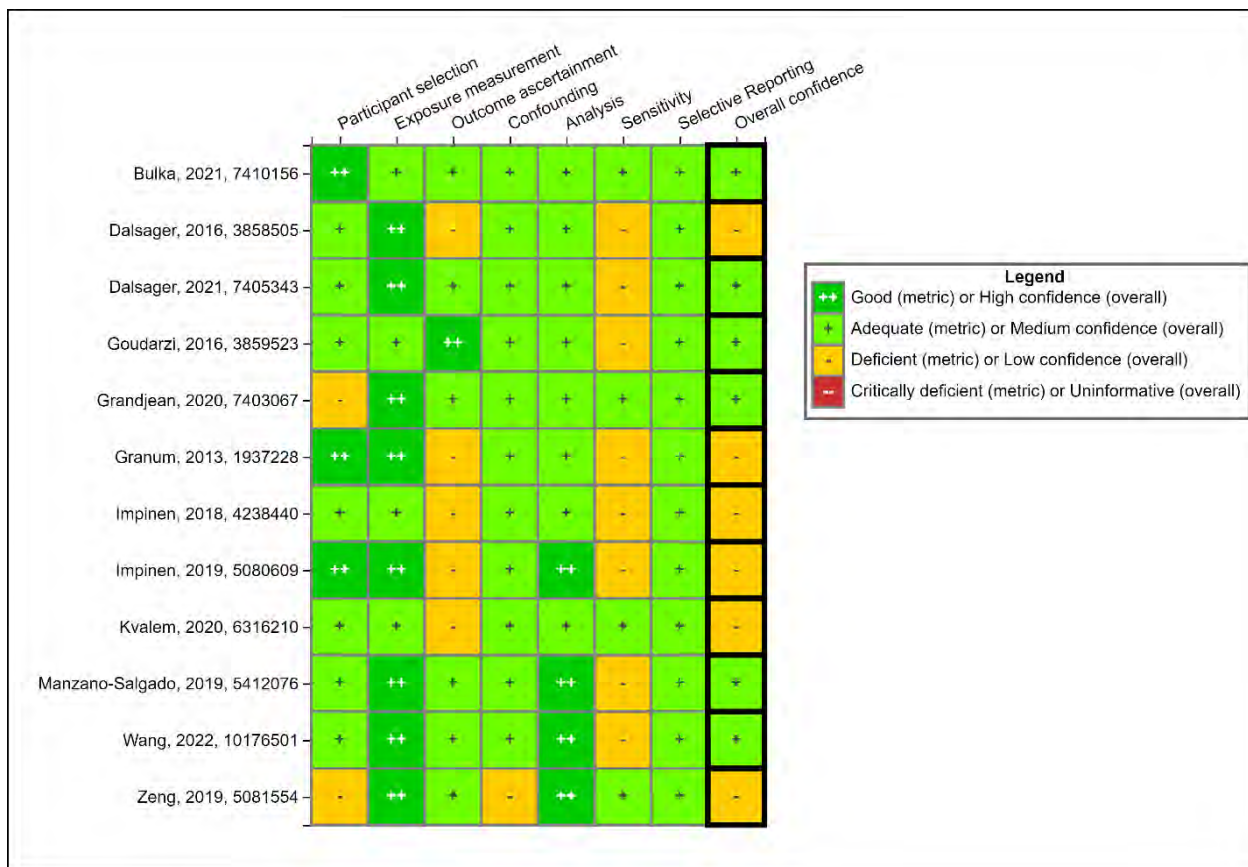 Participant selection
Exposure measurement
Outcome ascertainment
Confounding
Analysis
Sensitivity
Selective Reporting
Overall confidence
Bulka, 2021, 7410156 ++ + + + + + + +
Dalsager, 2016, 3858505 + ++ - + + - + -
Dalsager, 2021, 7405343 + ++ + + + - + +
Goudarzi, 2016, 3859523 + + ++ + + - + +
Grandjean, 2020, 7403067 - ++ + + + + + +
Granum, 2013, 1937228 ++ ++ - + + - + -
Impinen, 2018, 4238440 + + - + + - + -
Impinen, 2019, 5080609 ++ ++ - + ++ - + -
Kvalem, 2020, 6316210 + + - + + + + -
Manzano-Salgado, 2019, 5412076 + ++ + + ++ - + +
Wang, 2022, 10176501 + ++ + + ++ - + +
Zeng, 2019, 5081554 - ++ + - ++ + + -
Legend
++ Good (metric) or High confidence (overall)
+ Adequate (metric) or Medium confidence (overall)
- Deficient (metric) or Low confidence (overall)
-- Critically deficient (metric) or Uninformative (overall)